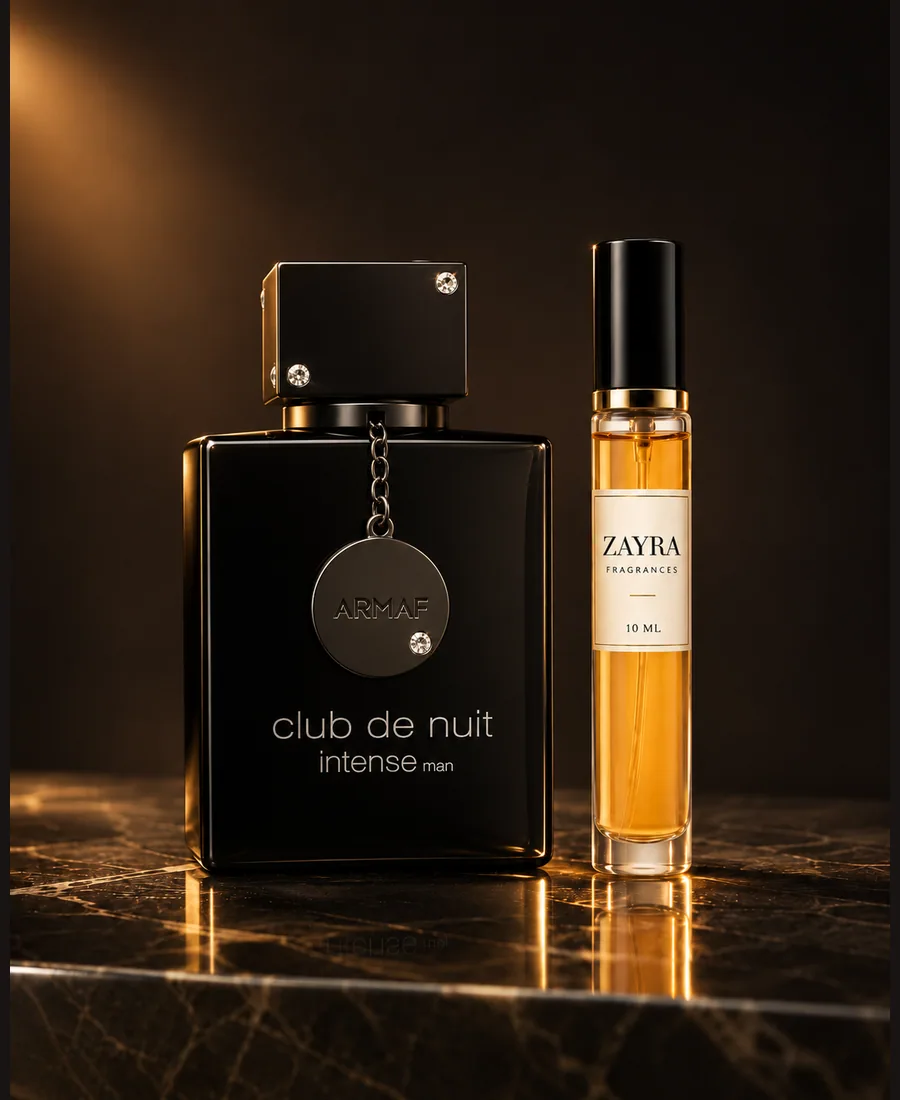 ARMAF
club de nuit
intense man
ZAYRA
FRAGRANCES
10 ML